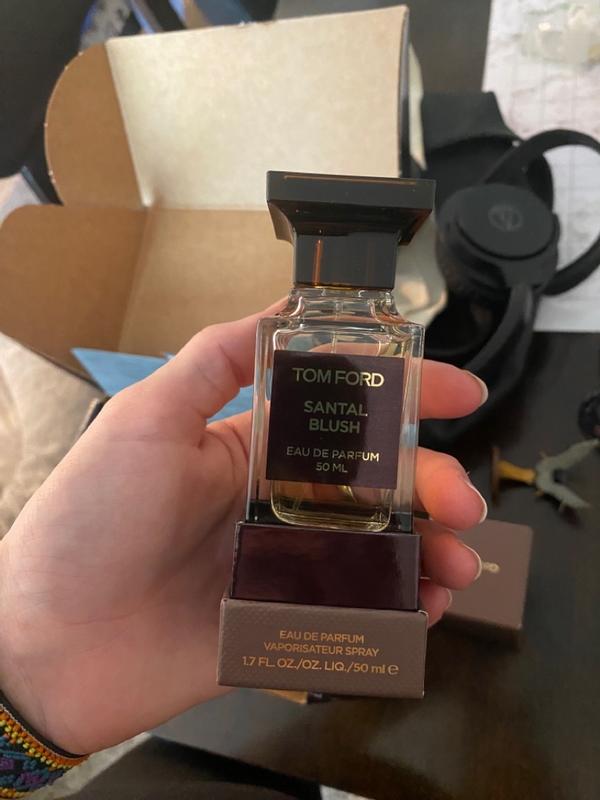 TOM FORD
SANTAL
BLUSH
EAU DE PARFUM
50 ML
EAU DE PARFUM
VAPORISATEUR SPRAY
1.7 FL. OZ./OZ. LIQ./50 ml ℮